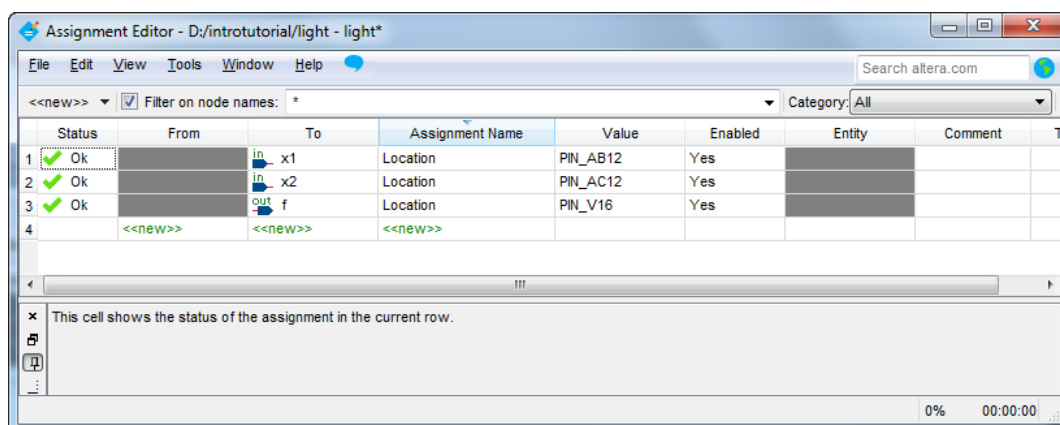 Assignment Editor - D:/introtutorial/light - light*
File Edit View Tools Window Help Search altera.com
<<new>> Filter on node names: * Category: All
Status From To Assignment Name Value Enabled Entity Comment T
1 Ok in x1 Location PIN_AB12 Yes
2 Ok in x2 Location PIN_AC12 Yes
3 Ok out f Location PIN_V16 Yes
4 <<new>> <<new>> <<new>>
This cell shows the status of the assignment in the current row.
0% 00:00:00